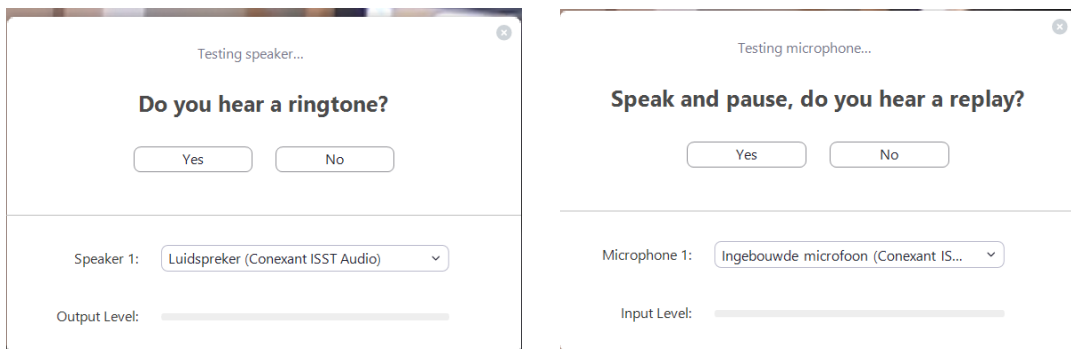 Testing speaker...
Do you hear a ringtone?
Yes No
Speaker 1: Luidspreker (Conexant ISST Audio)
Output Level:
Testing microphone...
Speak and pause, do you hear a replay?
Yes No
Microphone 1: Ingebouwde microfoon (Conexant IS...
Input Level: